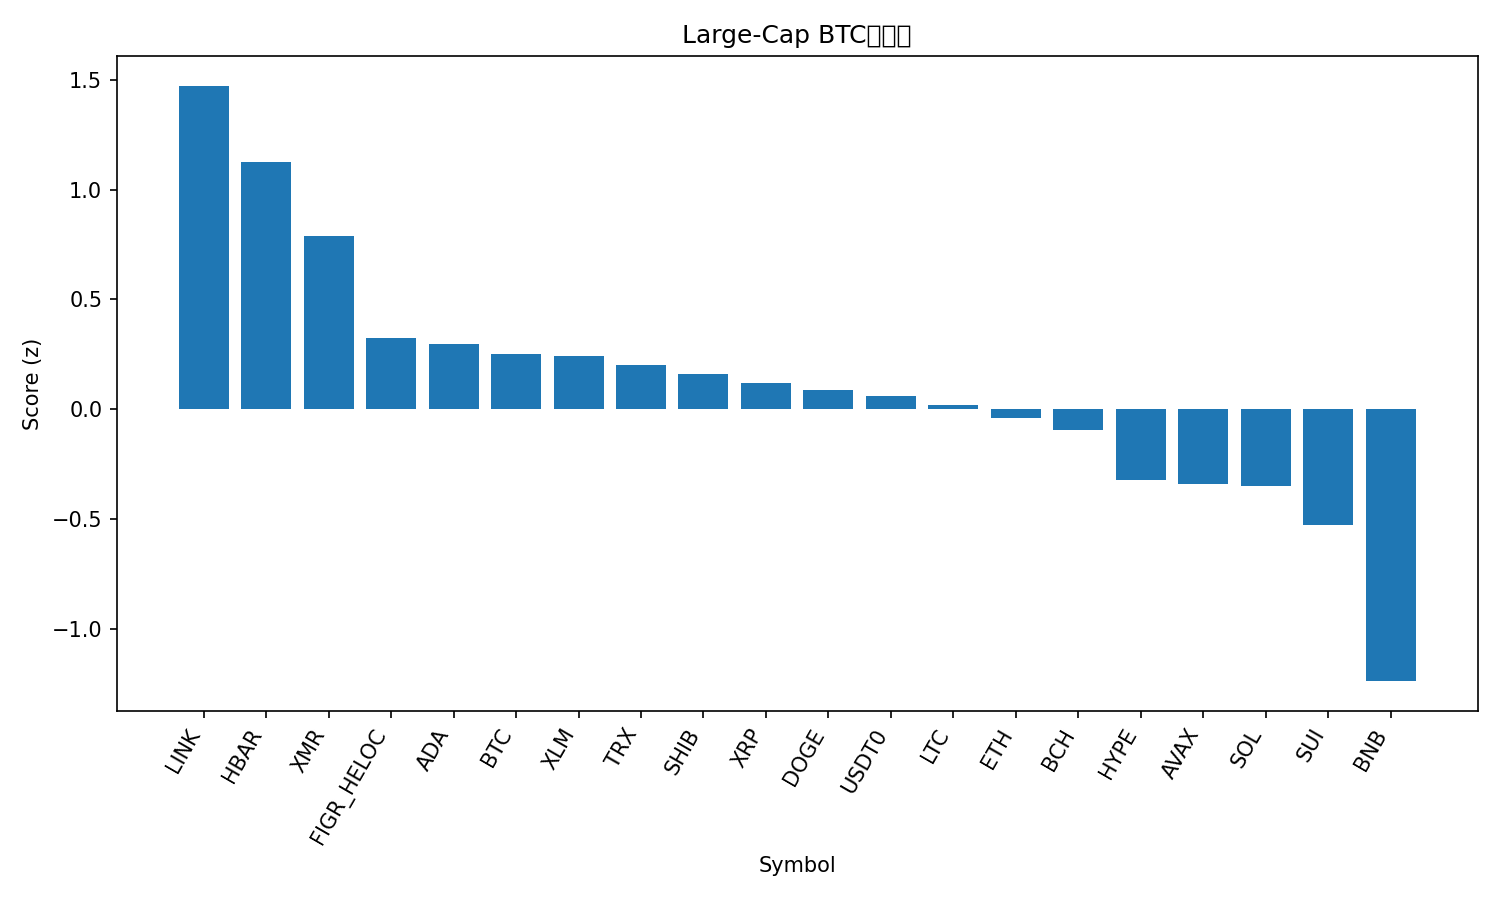 Large-Cap BTC
1.5
1.0
0.5
0.0
−0.5
−1.0
Score (z)
LINK
HBAR
XMR
FIGR_HELOC
ADA
BTC
XLM
TRX
SHIB
XRP
DOGE
USDT0
LTC
ETH
BCH
HYPE
AVAX
SOL
SUI
BNB
Symbol